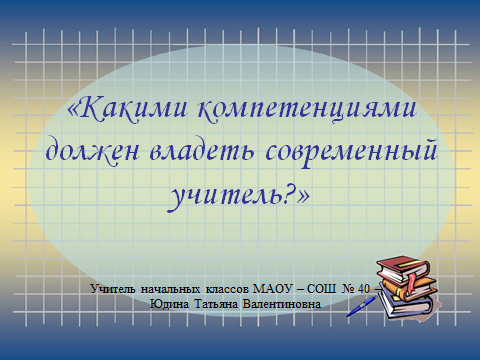 «Какими компетенциями
должен владеть современный
учитель?»
Учитель начальных классов МАОУ – СОШ № 40 –
Юдина Татьяна Валентиновна